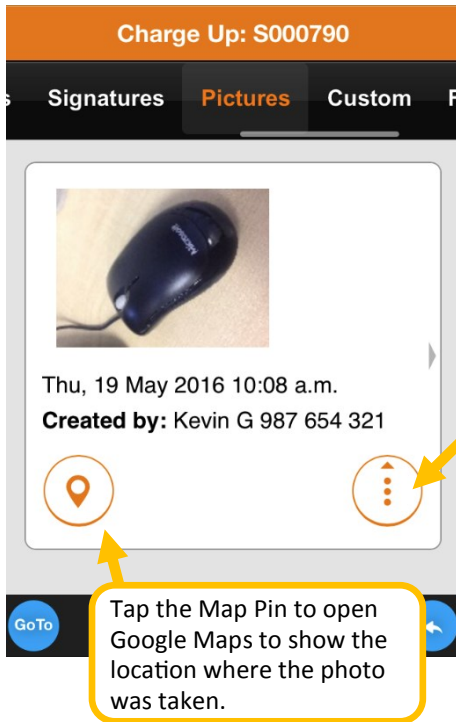 Charge Up: S000790
Signatures Pictures Custom
Microsoft
Thu, 19 May 2016 10:08 a.m.
Created by: Kevin G 987 654 321
GoTo
Tap the Map Pin to open
Google Maps to show the
location where the photo
was taken.